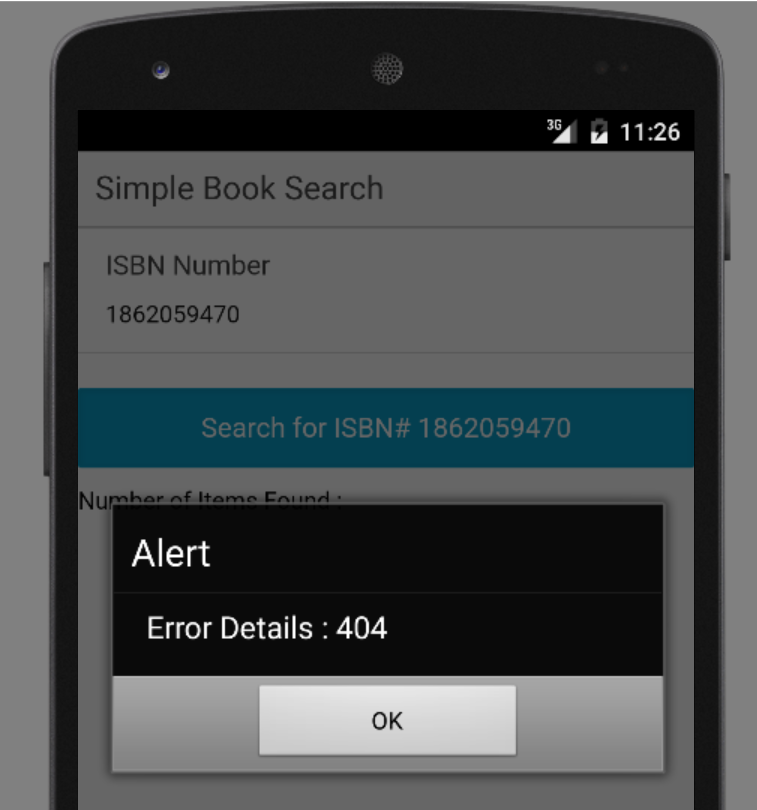 3G 11:26
Simple Book Search
ISBN Number
1862059470
Search for ISBN# 1862059470
Number of Items Found :
Alert
Error Details : 404
OK